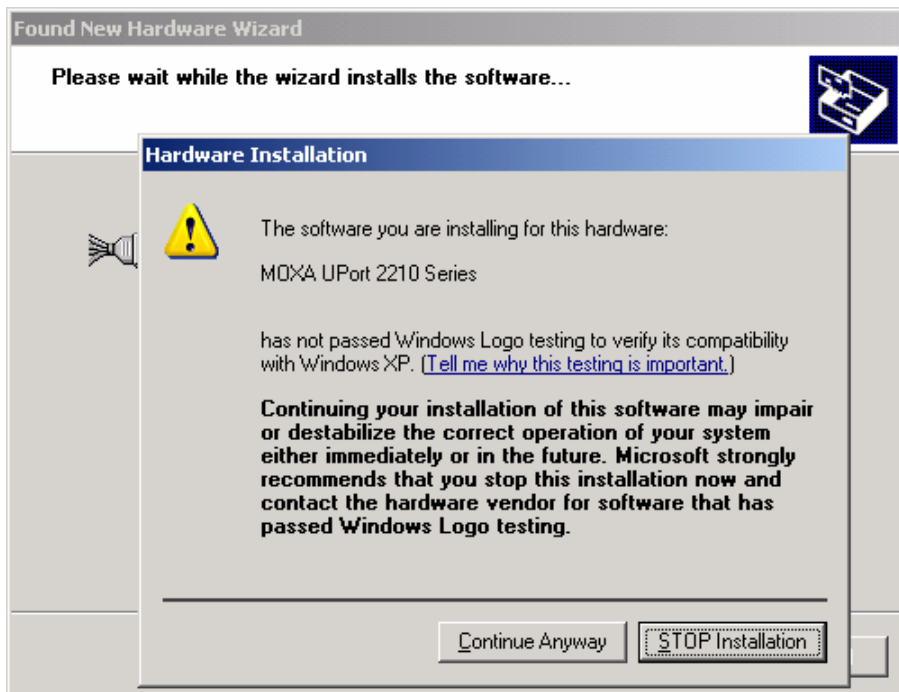 Found New Hardware Wizard
Please wait while the wizard installs the software...
Hardware Installation
The software you are installing for this hardware:
MOXA UPort 2210 Series
has not passed Windows Logo testing to verify its compatibility
with Windows XP. (Tell me why this testing is important.)
Continuing your installation of this software may impair
or destabilize the correct operation of your system
either immediately or in the future. Microsoft strongly
recommends that you stop this installation now and
contact the hardware vendor for software that has
passed Windows Logo testing.
Continue Anyway
STOP Installation